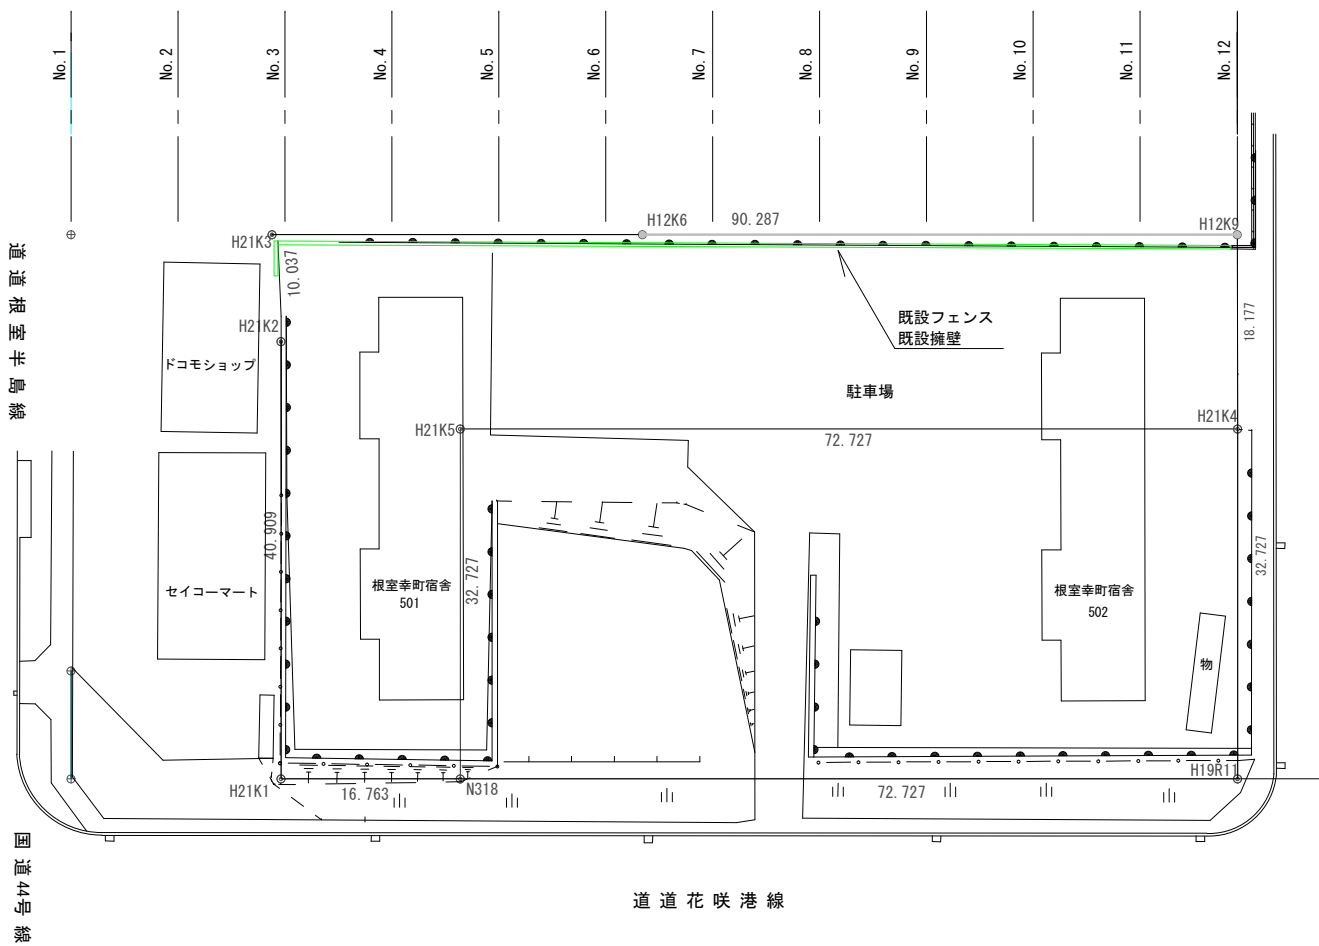 No.1
No.2
No.3
No.4
No.5
No.6
No.7
No.8
No.9
No.10
No.11
No.12
H12K6
90.287
H12K9
H21K3
10.037
道道根室半島線
H21K2
18.177
既設フェンス
既設擁壁
ドコモショップ
駐車場
H21K5
H21K4
72.727
40.909
32.727
32.727
セイコーマート
根室幸町宿舎
501
根室幸町宿舎
502
物
H21K1
16.763
N318
72.727
H19R11
国道44号線
道道花咲港線